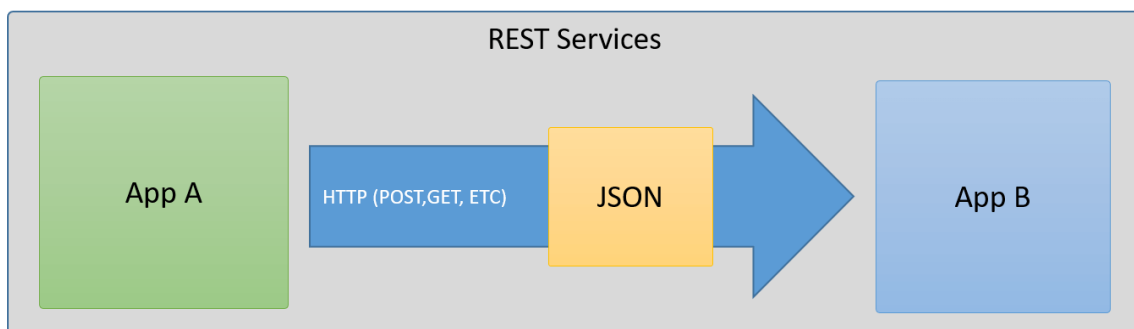 REST Services
App A
HTTP (POST,GET, ETC)
JSON
App B